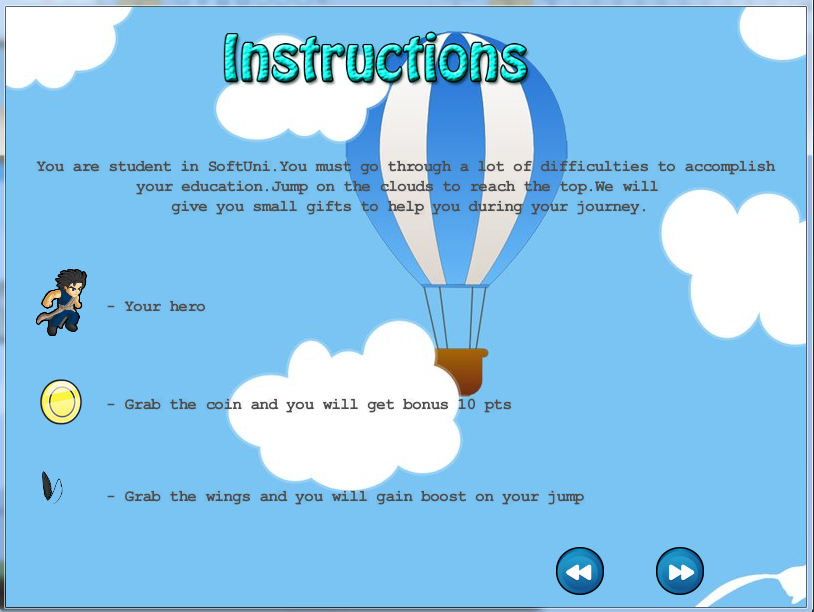 Instructions
You are student in SoftUni.You must go through a lot of difficulties to accomplish
your education.Jump on the clouds to reach the top.We will
give you small gifts to help you during your journey.
- Your hero
- Grab the coin and you will get bonus 10 pts
- Grab the wings and you will gain boost on your jump